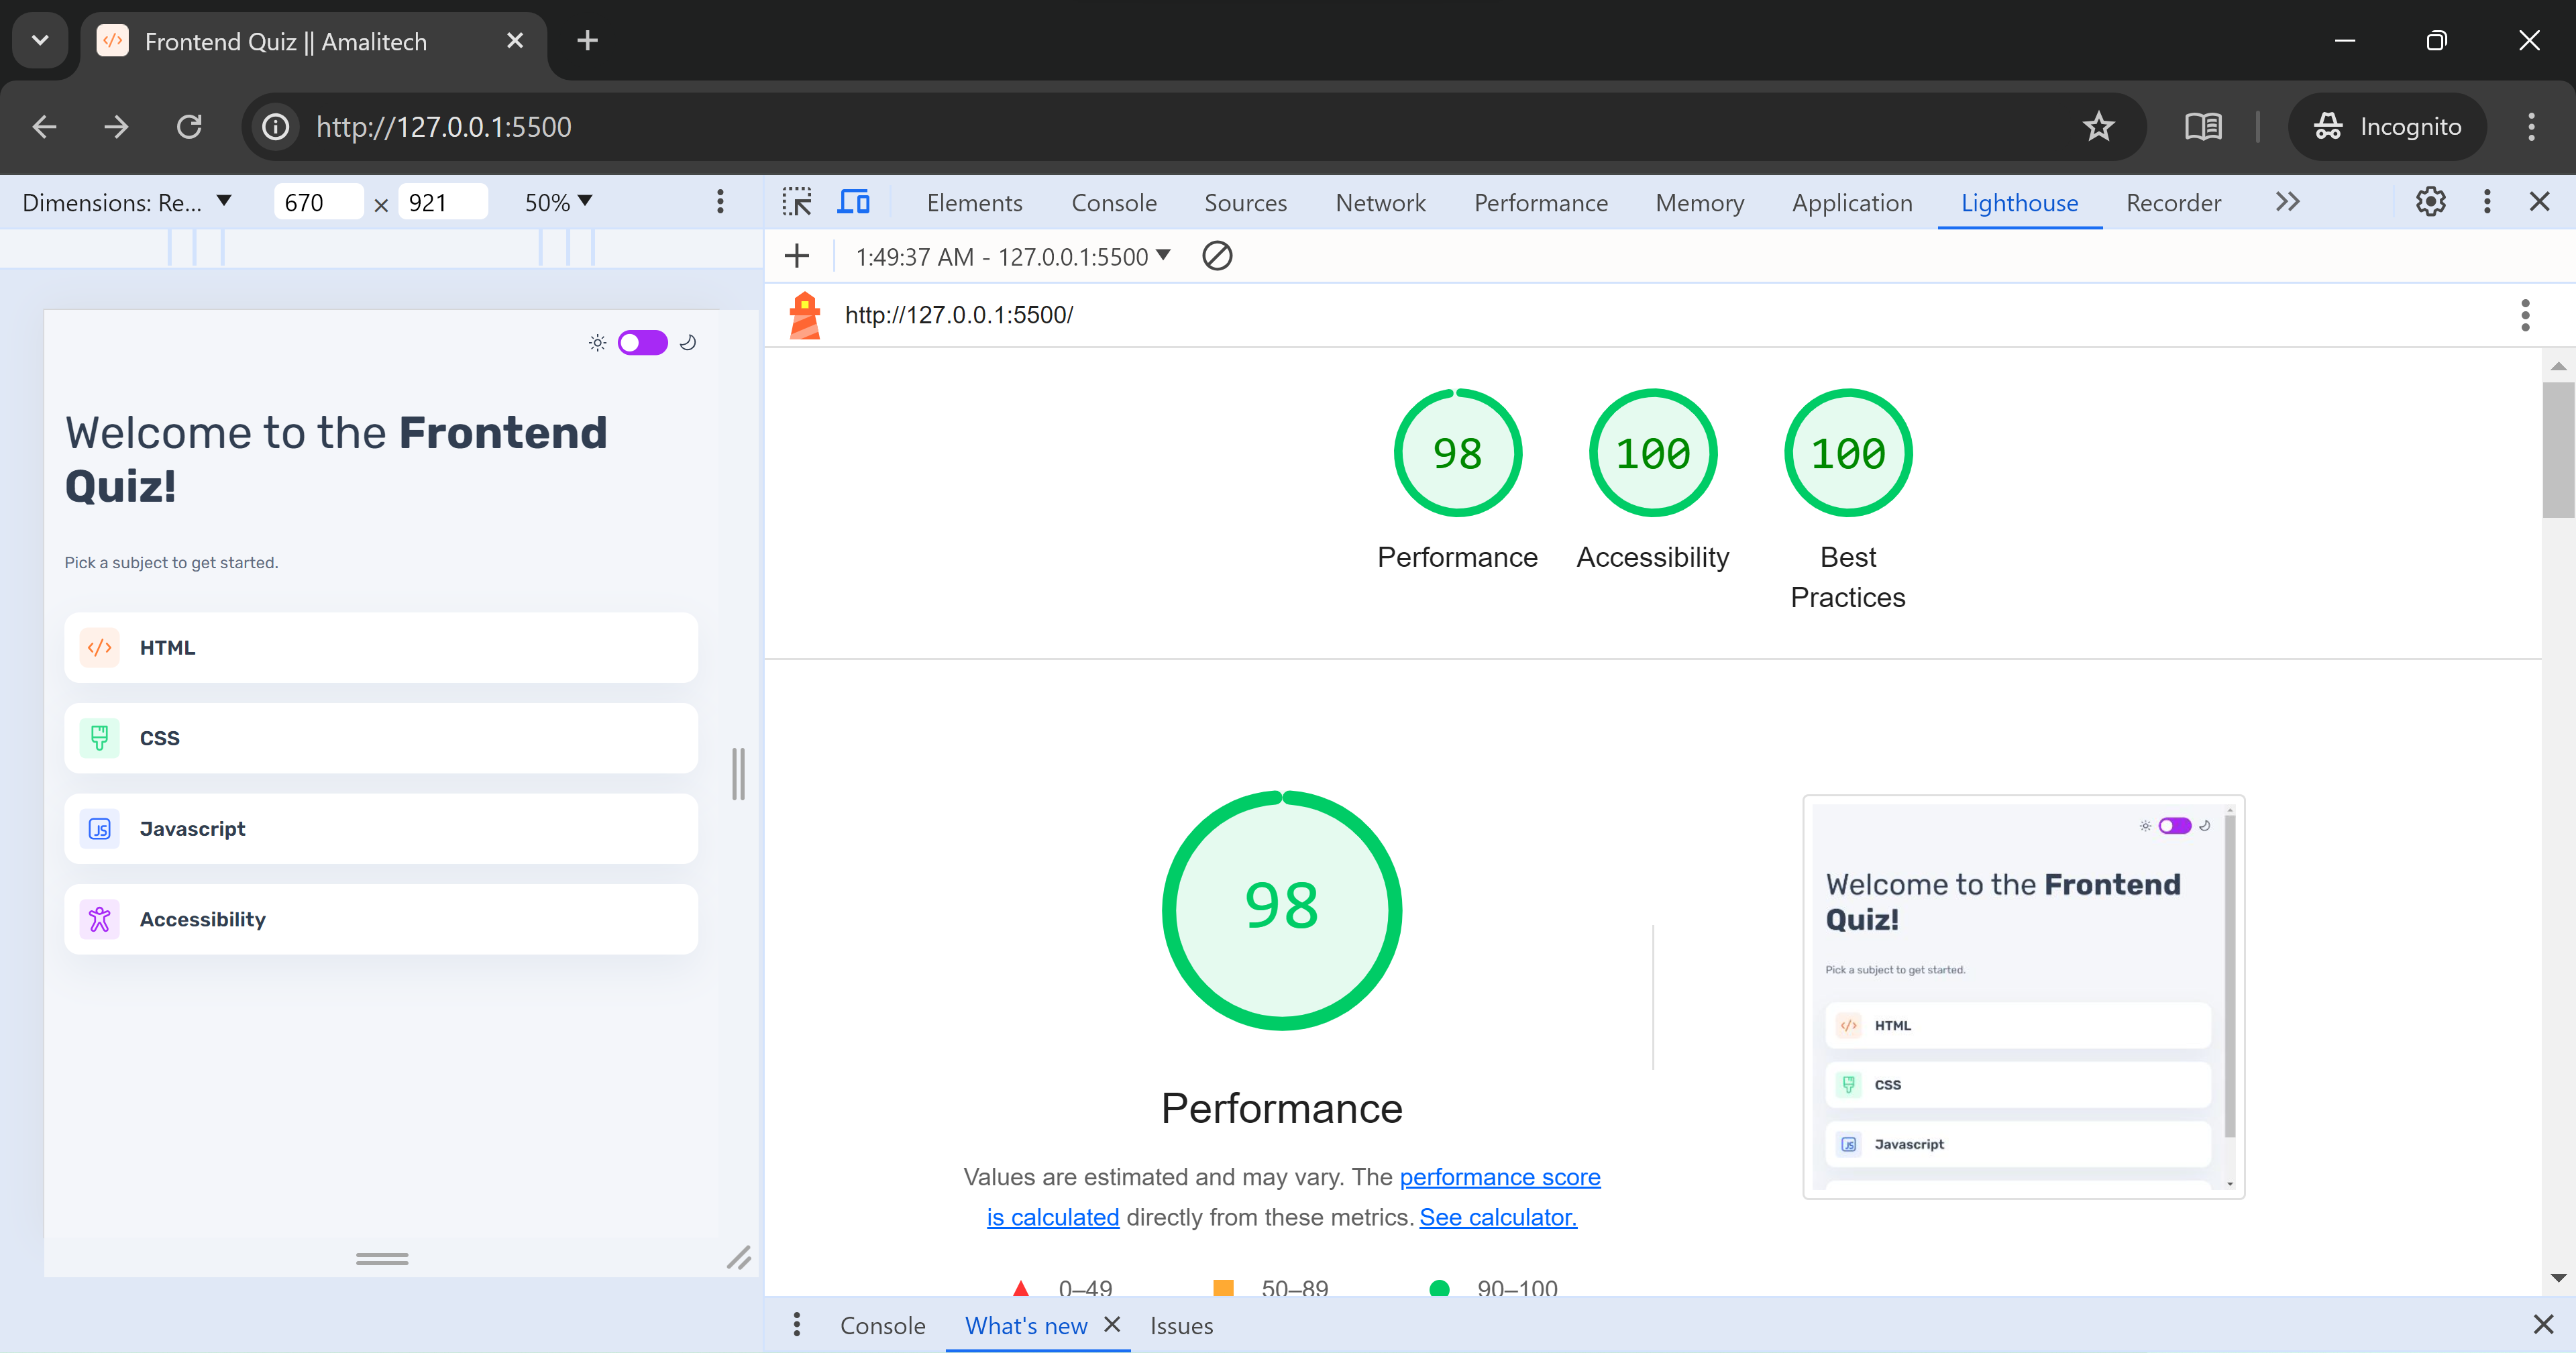 Frontend Quiz || Amalitech
http://127.0.0.1:5500
Incognito
Dimensions: Re... 670 × 921 50%
Elements Console Sources Network Performance Memory Application Lighthouse Recorder
1:49:37 AM - 127.0.0.1:5500
http://127.0.0.1:5500/
Welcome to the Frontend
Quiz!
Pick a subject to get started.
HTML
CSS
JS Javascript
Accessibility
98 100 100
Performance Accessibility Best
Practices
98
Performance
Values are estimated and may vary. The performance score
is calculated directly from these metrics. See calculator.
0–49 50–89 90–100
Welcome to the Frontend
Quiz!
Pick a subject to get started.
HTML
CSS
JS Javascript
Console What's new Issues